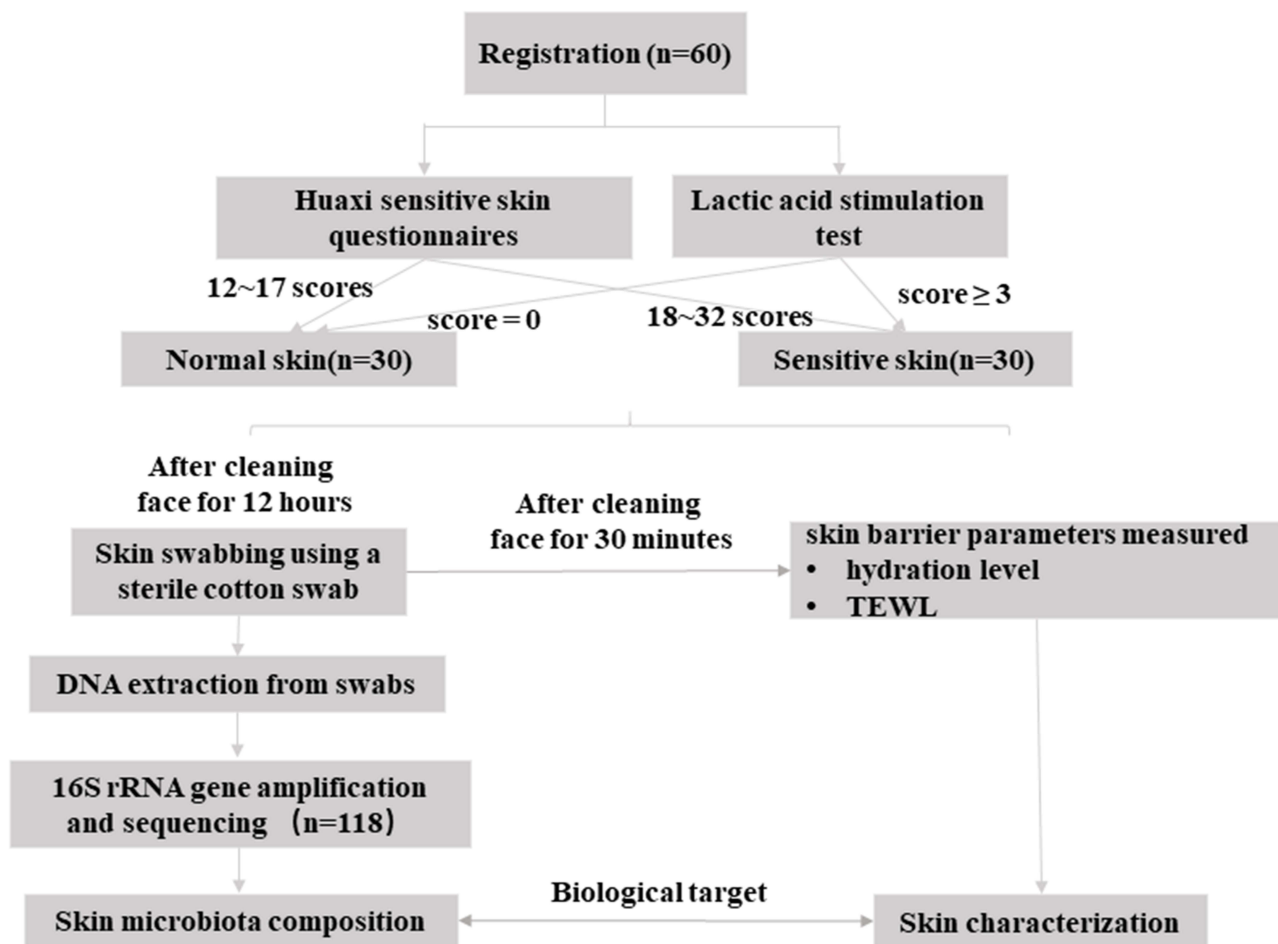 Registration (n=60)
Huaxi sensitive skin
questionnaires
Lactic acid stimulation
test
12~17 scores
score = 0
18~32 scores
score ≥ 3
Normal skin(n=30)
Sensitive skin(n=30)
After cleaning
face for 12 hours
After cleaning
face for 30 minutes
Skin swabbing using a
sterile cotton swab
skin barrier parameters measured
• hydration level
• TEWL
DNA extraction from swabs
16S rRNA gene amplification
and sequencing （n=118）
Biological target
Skin microbiota composition
Skin characterization